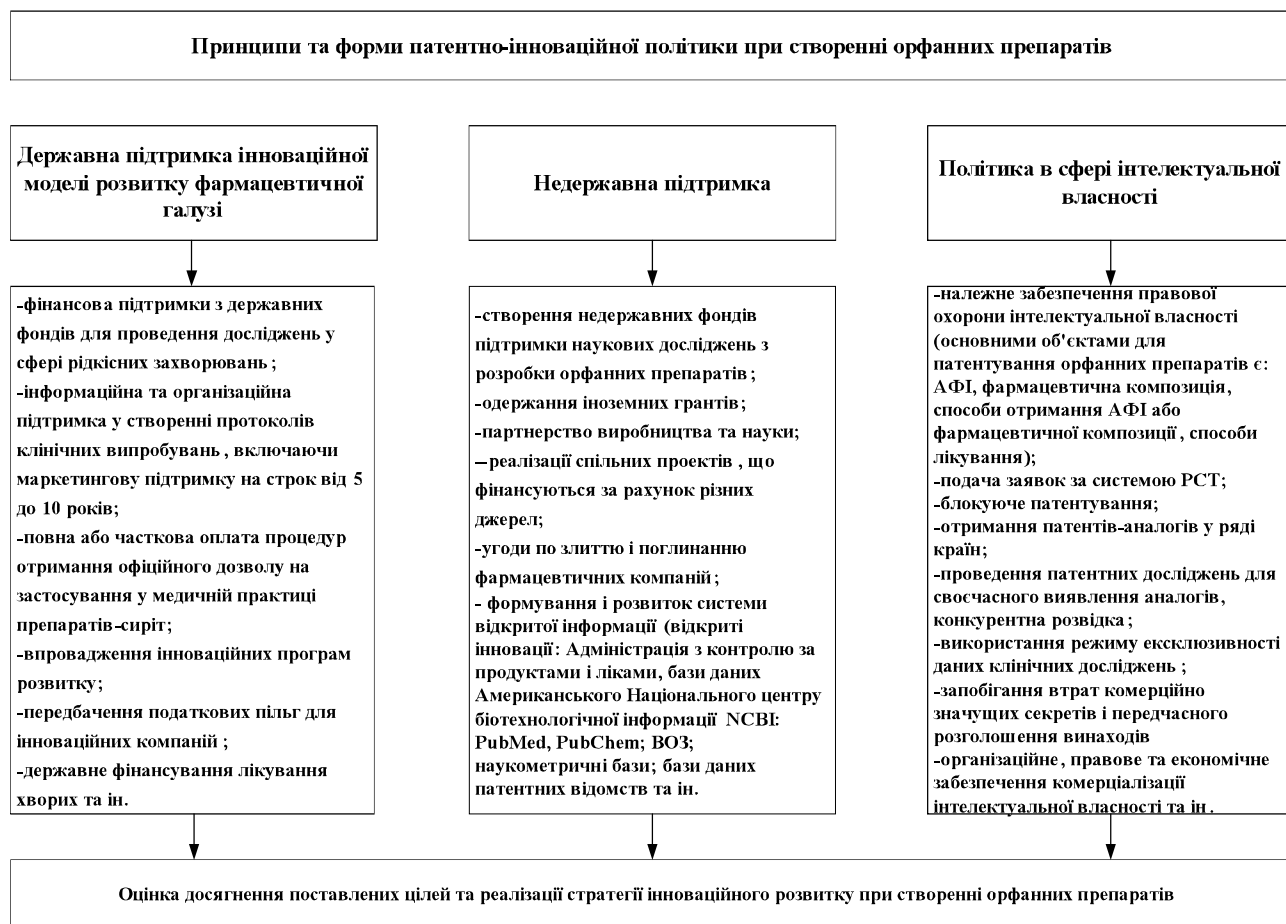 Принципи та форми патентно-інноваційної політики при створенні орфанних препаратів
Державна підтримка інноваційної
моделі розвитку фармацевтичної
галузі
-фінансова підтримки з державних
фондів для проведення досліджень у
сфері рідкісних захворювань;
-інформаційна та організаційна
підтримка у створенні протоколів
клінічних випробувань, включаючи
маркетингову підтримку на строк від 5
до 10 років;
-повна або часткова оплата процедур
отримання офіційного дозволу на
застосування у медичній практиці
препаратів-сиріт;
-впровадження інноваційних програм
розвитку;
-передбачення податкових пільг для
інноваційних компаній;
-державне фінансування лікування
хворих та ін.
Недержавна підтримка
-створення недержавних фондів
підтримки наукових досліджень з
розробки орфанних препаратів;
-одержання іноземних грантів;
-партнерство виробництва та науки;
–реалізації спільних проектів, що
фінансуються за рахунок різних
джерел;
-угоди по злиттю і поглинанню
фармацевтичних компаній;
- формування і розвиток системи
відкритої інформації (відкриті
інновації: Адміністрація з контролю за
продуктами і ліками, бази даних
Американського Національного центру
біотехнологічної інформації NCBI:
PubMed, PubChem; ВОЗ;
наукометричні бази; бази даних
патентних відомств та ін.
Політика в сфері інтелектуальної
власності
-належне забезпечення правової
охорони інтелектуальної власності
(основними об'єктами для
патентування орфанних препаратів є:
АФІ, фармацевтична композиція,
способи отримання АФІ або
фармацевтичної композиції, способи
лікування);
-подача заявок за системою РСТ;
-блокуюче патентування;
-отримання патентів-аналогів у ряді
країн;
-проведення патентних досліджень для
своєчасного виявлення аналогів,
конкурентна розвідка;
-використання режиму ексклюзивності
даних клінічних досліджень;
-запобігання втрат комерційно
значущих секретів і передчасного
розголошення винаходів
-організаційне, правове та економічне
забезпечення комерціалізації
інтелектуальної власності та ін.
Оцінка досягнення поставлених цілей та реалізації стратегії інноваційного розвитку при створенні орфанних препаратів